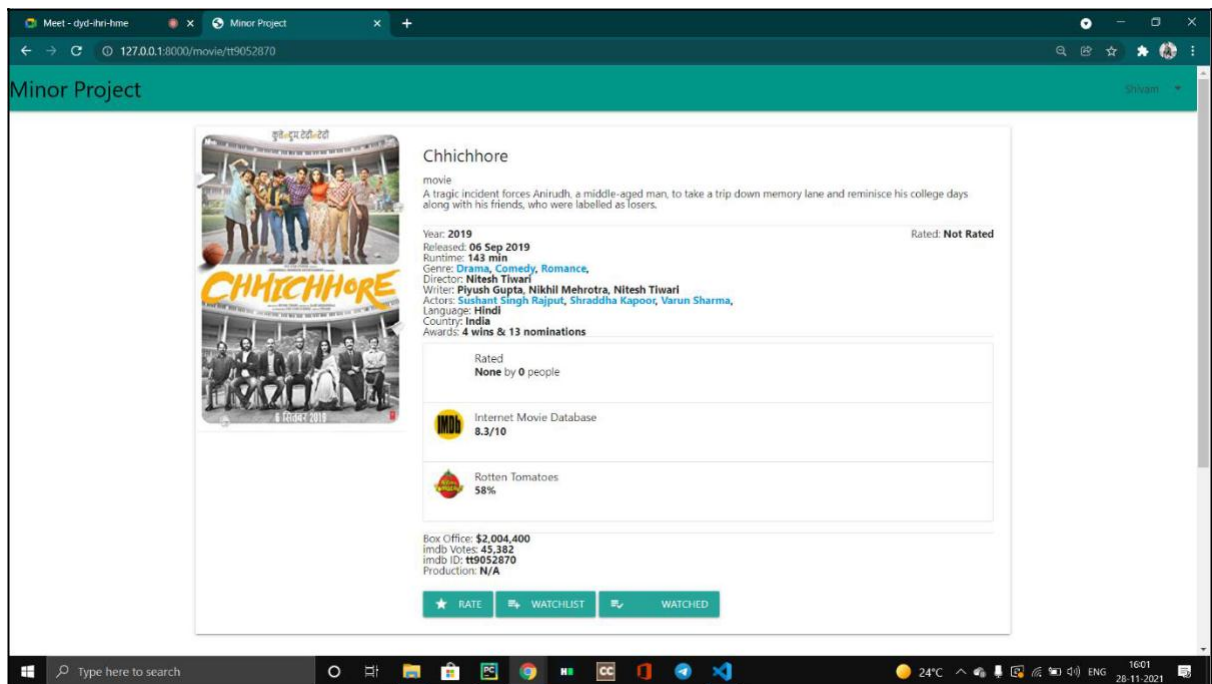 Meet - dyd-ihri-hme
Minor Project
127.0.0.1:8000/movie/tt9052870
Minor Project
Shivam
CHHICHHORE
6 सितंबर 2019
Chhichhore
movie
A tragic incident forces Anirudh, a middle-aged man, to take a trip down memory lane and reminisce his college days
along with his friends, who were labelled as losers.
Year: 2019 Rated: Not Rated
Released: 06 Sep 2019
Runtime: 143 min
Genre: Drama, Comedy, Romance,
Director: Nitesh Tiwari
Writer: Piyush Gupta, Nikhil Mehrotra, Nitesh Tiwari
Actors: Sushant Singh Rajput, Shraddha Kapoor, Varun Sharma,
Language: Hindi
Country: India
Awards: 4 wins & 13 nominations
Rated
None by 0 people
IMDb
Internet Movie Database
8.3/10
Rotten Tomatoes
58%
Box Office: $2,004,400
imdb Votes: 45,382
imdb ID: tt9052870
Production: N/A
RATE
WATCHLIST
WATCHED
Type here to search
PC
CC
24°C
ENG
16:01
28-11-2021